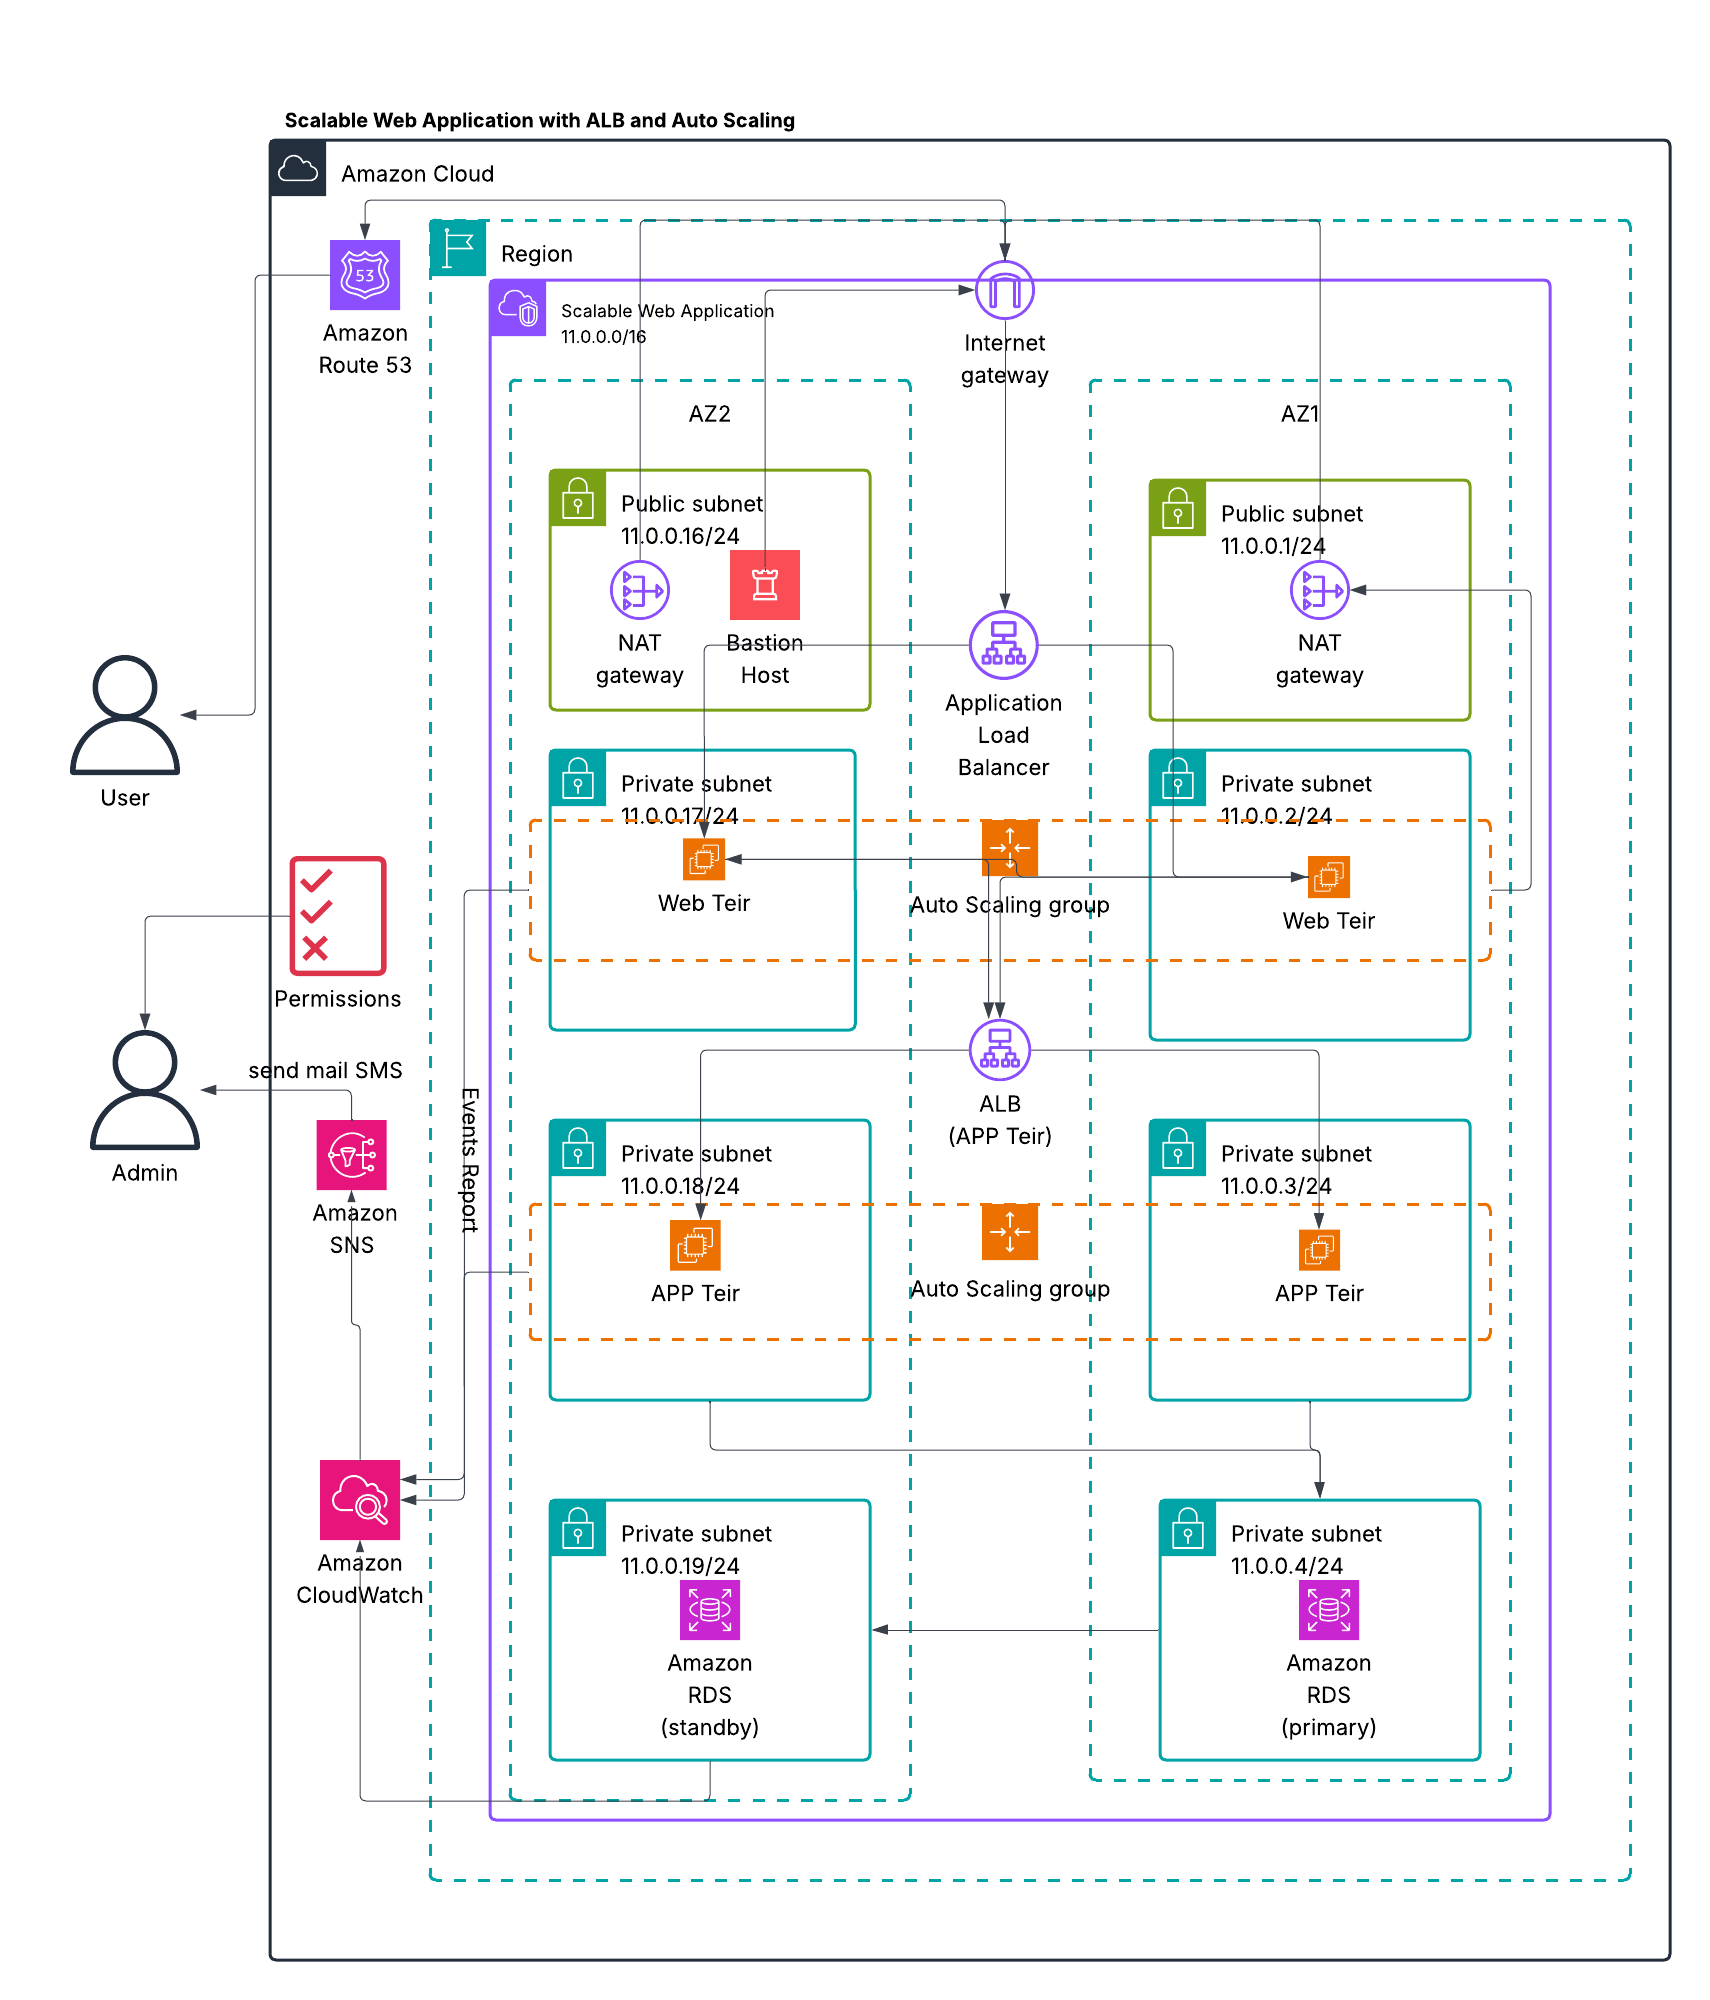 Scalable Web Application with ALB and Auto Scaling
Amazon Cloud
Region
53
Amazon
Route 53
Scalable Web Application
11.0.0.0/16
Internet
gateway
AZ2
AZ1
Public subnet
11.0.0.16/24
NAT
gateway
Bastion
Host
Public subnet
11.0.0.1/24
NAT
gateway
Application
Load
Balancer
User
Private subnet
11.0.0.17/24
Web Teir
Auto Scaling group
Private subnet
11.0.0.2/24
Web Teir
Permissions
send mail SMS
Admin
Events Report
ALB
(APP Teir)
Amazon
SNS
Private subnet
11.0.0.18/24
APP Teir
Auto Scaling group
Private subnet
11.0.0.3/24
APP Teir
Amazon
CloudWatch
Private subnet
11.0.0.19/24
Amazon
RDS
(standby)
Private subnet
11.0.0.4/24
Amazon
RDS
(primary)